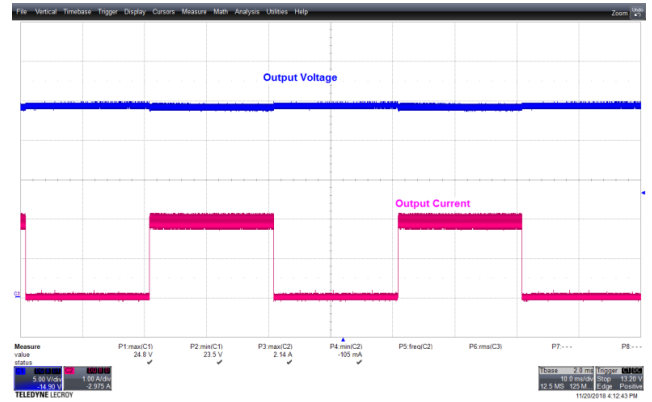 File Vertical Timebase Trigger Display Cursors Measure Math Analysis Utilities Help Zoom Undo
Output Voltage
Output Current
Measure P1:max(C1) P2:min(C1) P3:max(C2) P4:min(C2) P5:freq(C2) P6:rms(C3) P7:--- P8:---
value 24.8 V 23.5 V 2.14 A -105 mA
status
Tbase 2.8 ms Trigger C1 DC
5.00 V/div 1.00 A/div 10.0 ms/div Stop 13.20 V
-14.90 V -2.975 A 12.5 MS 125 M Edge Positive
TELEDYNE LECROY 11/20/2018 4:12:43 PM